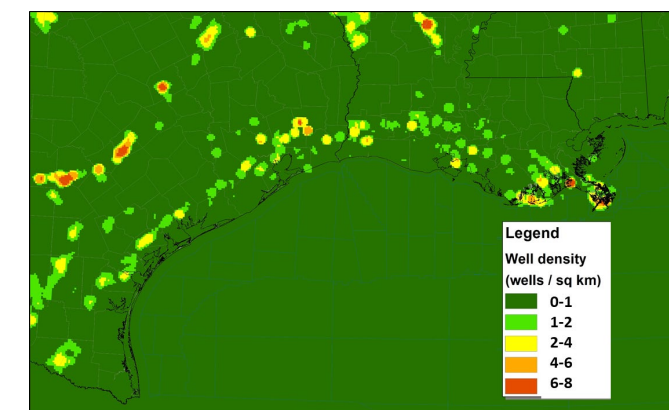 Legend
Well density
(wells / sq km)
0-1
1-2
2-4
4-6
6-8